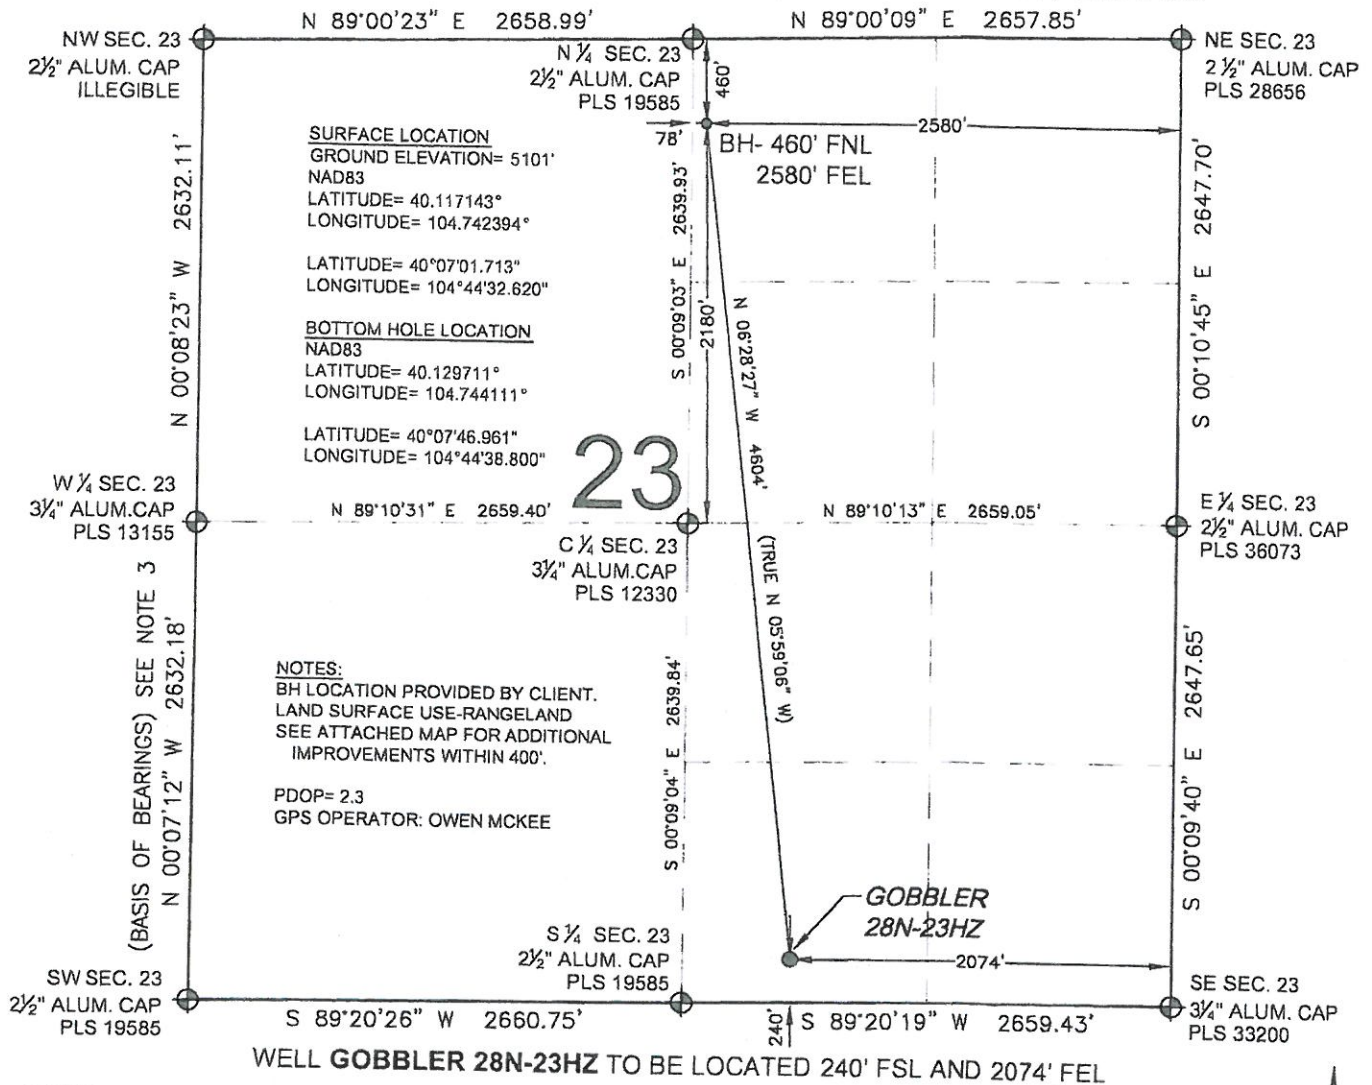 N 89°00'23" E 2658.99'
N 89°00'09" E 2657.85'
NW SEC. 23
2½" ALUM. CAP
ILLEGIBLE
N ¼ SEC. 23
2½" ALUM. CAP
PLS 19585
NE SEC. 23
2 ½" ALUM. CAP
PLS 28656
460'
2580'
78'
BH- 460' FNL
2580' FEL
SURFACE LOCATION
GROUND ELEVATION= 5101'
NAD83
LATITUDE= 40.117143°
LONGITUDE= 104.742394°
LATITUDE= 40°07'01.713"
LONGITUDE= 104°44'32.620"
BOTTOM HOLE LOCATION
NAD83
LATITUDE= 40.129711°
LONGITUDE= 104.744111°
LATITUDE= 40°07'46.961"
LONGITUDE= 104°44'38.800"
N 00°08'23" W 2632.11'
S 00°09'03" E 2639.93'
2180'
N 06°28'27" W 4604'
(TRUE N 05°59'06" W)
S 00°10'45" E 2647.70'
23
W ¼ SEC. 23
3¼" ALUM.CAP
PLS 13155
N 89°10'31" E 2659.40'
N 89°10'13" E 2659.05'
C ¼ SEC. 23
3¼" ALUM.CAP
PLS 12330
E ¼ SEC. 23
2½" ALUM. CAP
PLS 36073
(BASIS OF BEARINGS) SEE NOTE 3
N 00°07'12" W 2632.18'
NOTES:
BH LOCATION PROVIDED BY CLIENT.
LAND SURFACE USE-RANGELAND
SEE ATTACHED MAP FOR ADDITIONAL
IMPROVEMENTS WITHIN 400'.
PDOP= 2.3
GPS OPERATOR: OWEN MCKEE
S 00°09'04" E 2639.84'
S 00°09'40" E 2647.65'
GOBBLER
28N-23HZ
2074'
S ¼ SEC. 23
2½" ALUM. CAP
PLS 19585
SW SEC. 23
2½" ALUM. CAP
PLS 19585
SE SEC. 23
3¼" ALUM. CAP
PLS 33200
S 89°20'26" W 2660.75'
240'
S 89°20'19" W 2659.43'
WELL GOBBLER 28N-23HZ TO BE LOCATED 240' FSL AND 2074' FEL